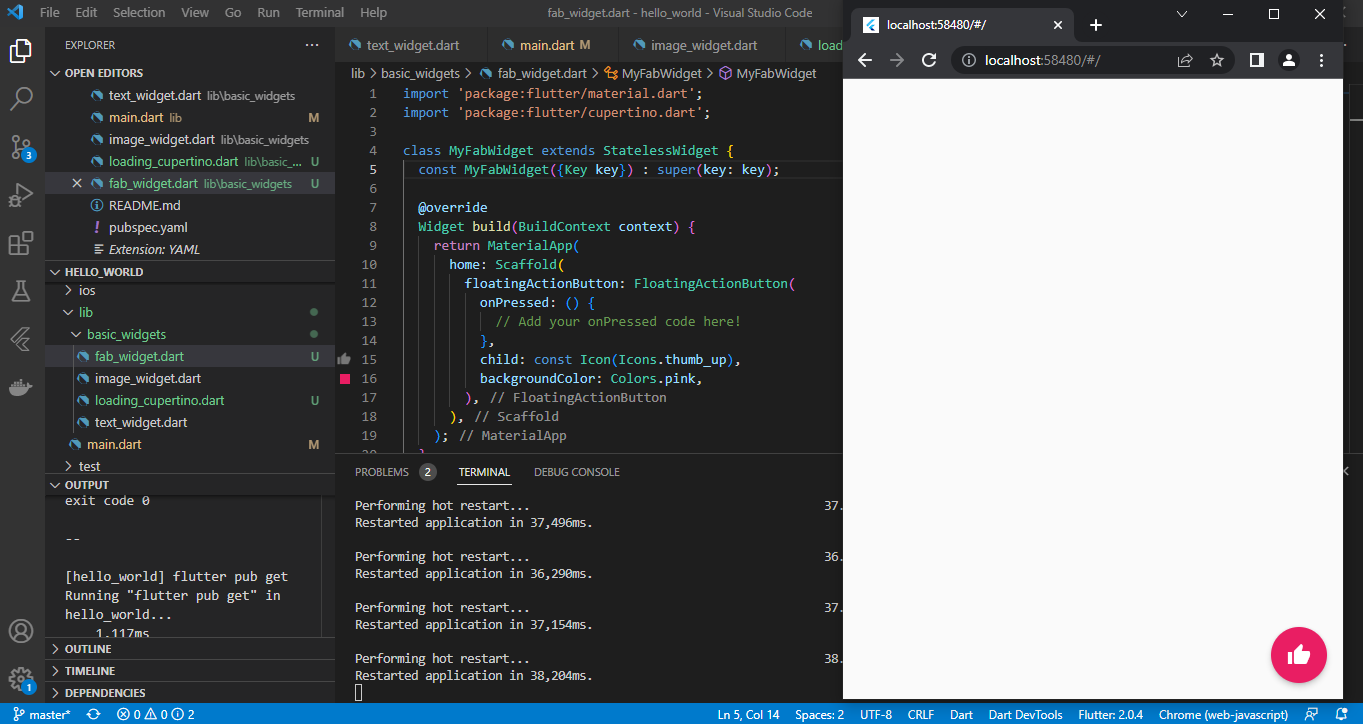 File Edit Selection View Go Run Terminal Help
fab_widget.dart - hello_world - Visual Studio Code
EXPLORER
OPEN EDITORS
text_widget.dart lib\basic_widgets
main.dart lib M
image_widget.dart lib\basic_widgets
loading_cupertino.dart lib\basic_... U
fab_widget.dart lib\basic_widgets U
README.md
pubspec.yaml
Extension: YAML
HELLO_WORLD
ios
lib
basic_widgets
fab_widget.dart U
image_widget.dart
loading_cupertino.dart U
text_widget.dart
main.dart M
test
OUTPUT
exit code 0
--
[hello_world] flutter pub get
Running "flutter pub get" in
hello_world...
1.117ms
OUTLINE
TIMELINE
DEPENDENCIES
3
1
text_widget.dart main.dart M image_widget.dart load
lib > basic_widgets > fab_widget.dart > MyFabWidget > MyFabWidget
1 import 'package:flutter/material.dart';
2 import 'package:flutter/cupertino.dart';
3
4 class MyFabWidget extends StatelessWidget {
5 const MyFabWidget({Key key}) : super(key: key);
6
7 @override
8 Widget build(BuildContext context) {
9 return MaterialApp(
10 home: Scaffold(
11 floatingActionButton: FloatingActionButton(
12 onPressed: () {
13 // Add your onPressed code here!
14 },
15 child: const Icon(Icons.thumb_up),
16 backgroundColor: Colors.pink,
17 ), // FloatingActionButton
18 ), // Scaffold
19 ); // MaterialApp
20 }
PROBLEMS 2 TERMINAL DEBUG CONSOLE
Performing hot restart... 37.
Restarted application in 37,496ms.
Performing hot restart... 36.
Restarted application in 36,290ms.
Performing hot restart... 37.
Restarted application in 37,154ms.
Performing hot restart... 38.
Restarted application in 38,204ms.
localhost:58480/#/
localhost:58480/#/
master* 0 0 2 Ln 5, Col 14 Spaces: 2 UTF-8 CRLF Dart Dart DevTools Flutter: 2.0.4 Chrome (web-javascript)